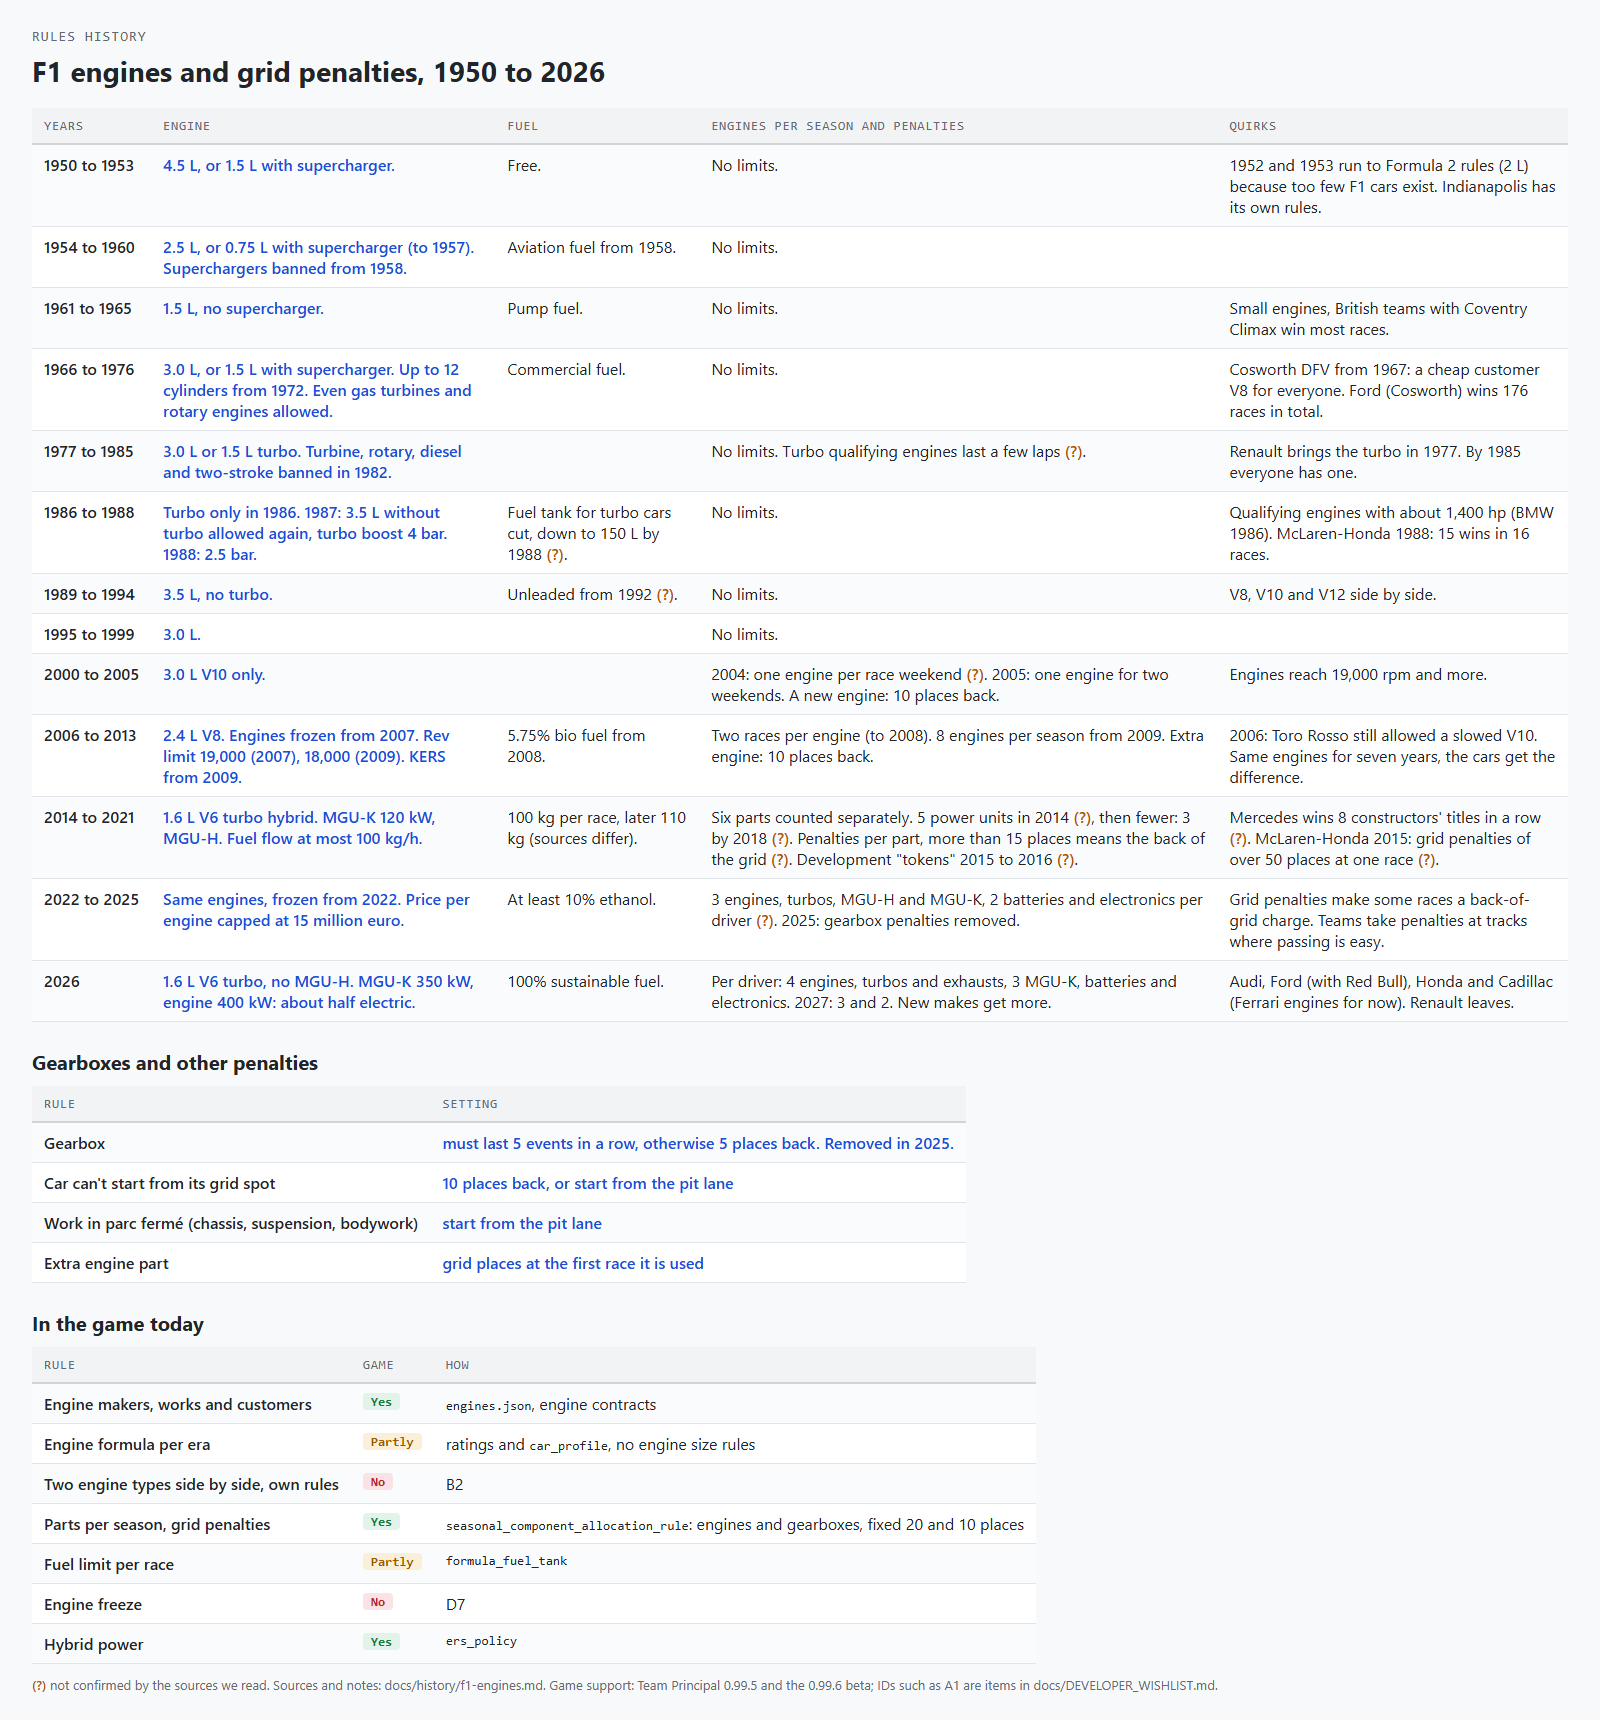 RULES HISTORY
F1 engines and grid penalties, 1950 to 2026
YEARS ENGINE FUEL ENGINES PER SEASON AND PENALTIES QUIRKS
1950 to 1953 4.5 L, or 1.5 L with supercharger. Free. No limits. 1952 and 1953 run to Formula 2 rules (2 L)
because too few F1 cars exist. Indianapolis has
its own rules.
1954 to 1960 2.5 L, or 0.75 L with supercharger (to 1957). Aviation fuel from 1958. No limits.
Superchargers banned from 1958.
1961 to 1965 1.5 L, no supercharger. Pump fuel. No limits. Small engines, British teams with Coventry
Climax win most races.
1966 to 1976 3.0 L, or 1.5 L with supercharger. Up to 12 Commercial fuel. No limits. Cosworth DFV from 1967: a cheap customer
cylinders from 1972. Even gas turbines and V8 for everyone. Ford (Cosworth) wins 176
rotary engines allowed. races in total.
1977 to 1985 3.0 L or 1.5 L turbo. Turbine, rotary, diesel No limits. Turbo qualifying engines last a few laps (?). Renault brings the turbo in 1977. By 1985
and two-stroke banned in 1982. everyone has one.
1986 to 1988 Turbo only in 1986. 1987: 3.5 L without Fuel tank for turbo cars No limits. Qualifying engines with about 1,400 hp (BMW
turbo allowed again, turbo boost 4 bar. cut, down to 150 L by 1986). McLaren-Honda 1988: 15 wins in 16
1988: 2.5 bar. 1988 (?). races.
1989 to 1994 3.5 L, no turbo. Unleaded from 1992 (?). No limits. V8, V10 and V12 side by side.
1995 to 1999 3.0 L. No limits.
2000 to 2005 3.0 L V10 only. 2004: one engine per race weekend (?). 2005: one engine for two Engines reach 19,000 rpm and more.
weekends. A new engine: 10 places back.
2006 to 2013 2.4 L V8. Engines frozen from 2007. Rev 5.75% bio fuel from Two races per engine (to 2008). 8 engines per season from 2009. Extra 2006: Toro Rosso still allowed a slowed V10.
limit 19,000 (2007), 18,000 (2009). KERS 2008. engine: 10 places back. Same engines for seven years, the cars get the
from 2009. difference.
2014 to 2021 1.6 L V6 turbo hybrid. MGU-K 120 kW, 100 kg per race, later 110 Six parts counted separately. 5 power units in 2014 (?), then fewer: 3 Mercedes wins 8 constructors' titles in a row
MGU-H. Fuel flow at most 100 kg/h. kg (sources differ). by 2018 (?). Penalties per part, more than 15 places means the back of (?). McLaren-Honda 2015: grid penalties of
the grid (?). Development "tokens" 2015 to 2016 (?). over 50 places at one race (?).
2022 to 2025 Same engines, frozen from 2022. Price per At least 10% ethanol. 3 engines, turbos, MGU-H and MGU-K, 2 batteries and electronics per Grid penalties make some races a back-of-
engine capped at 15 million euro. driver (?). 2025: gearbox penalties removed. grid charge. Teams take penalties at tracks
where passing is easy.
2026 1.6 L V6 turbo, no MGU-H. MGU-K 350 kW, 100% sustainable fuel. Per driver: 4 engines, turbos and exhausts, 3 MGU-K, batteries and Audi, Ford (with Red Bull), Honda and Cadillac
engine 400 kW: about half electric. electronics. 2027: 3 and 2. New makes get more. (Ferrari engines for now). Renault leaves.
Gearboxes and other penalties
RULE SETTING
Gearbox must last 5 events in a row, otherwise 5 places back. Removed in 2025.
Car can't start from its grid spot 10 places back, or start from the pit lane
Work in parc fermé (chassis, suspension, bodywork) start from the pit lane
Extra engine part grid places at the first race it is used
In the game today
RULE GAME HOW
Engine makers, works and customers Yes engines.json, engine contracts
Engine formula per era Partly ratings and car_profile, no engine size rules
Two engine types side by side, own rules No B2
Parts per season, grid penalties Yes seasonal_component_allocation_rule: engines and gearboxes, fixed 20 and 10 places
Fuel limit per race Partly formula_fuel_tank
Engine freeze No D7
Hybrid power Yes ers_policy
(?) not confirmed by the sources we read. Sources and notes: docs/history/f1-engines.md. Game support: Team Principal 0.99.5 and the 0.99.6 beta; IDs such as A1 are items in docs/DEVELOPER_WISHLIST.md.